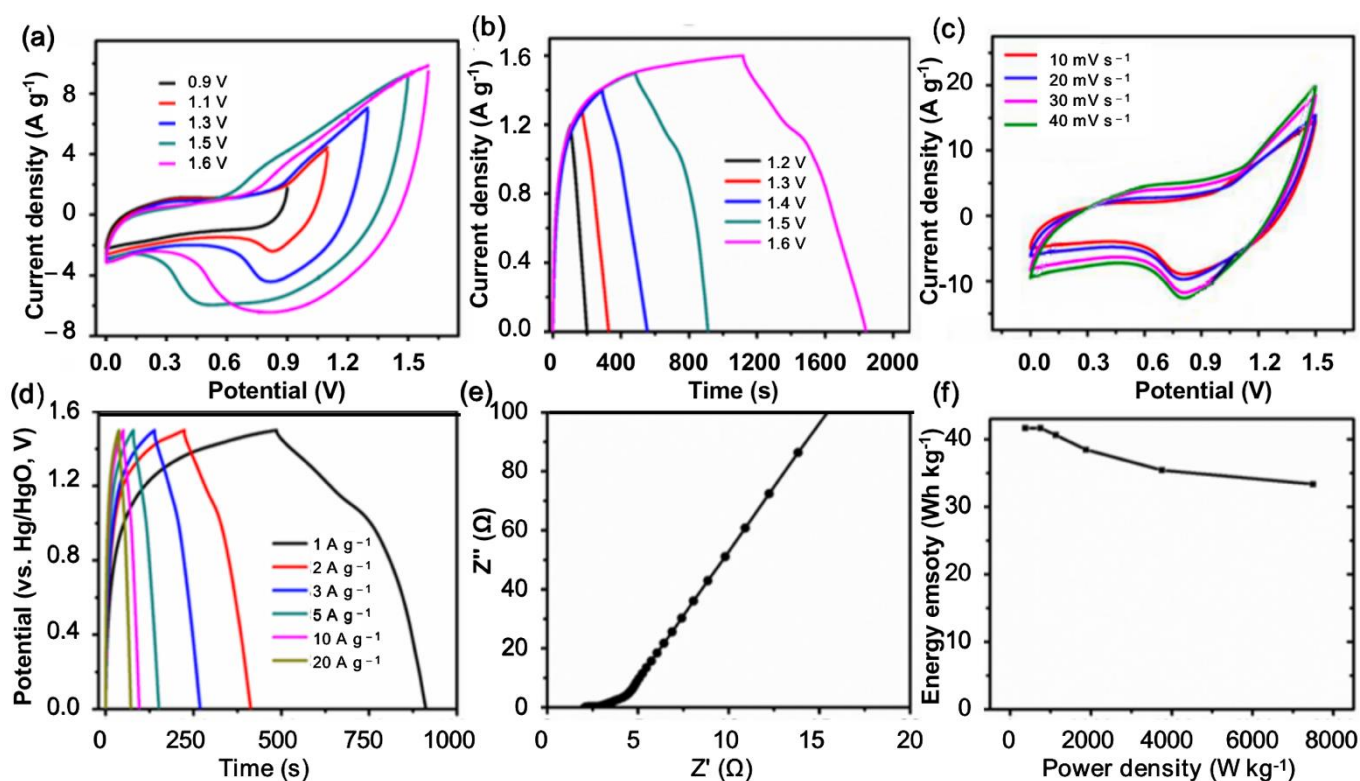 (a)
Current density (A g⁻¹)
8
4
0
– 4
– 8
0.9 V
1.1 V
1.3 V
1.5 V
1.6 V
0.0 0.3 0.6 0.9 1.2 1.5
Potential (V)
(b)
Current density (A g⁻¹)
1.6
1.2
0.8
0.4
0.0
1.2 V
1.3 V
1.4 V
1.5 V
1.6 V
0 400 800 1200 1600 2000
Time (s)
(c)
Current density (A g⁻¹)
20
10
0
-10
10 mV s⁻¹
20 mV s⁻¹
30 mV s⁻¹
40 mV s⁻¹
0.0 0.3 0.6 0.9 1.2 1.5
Potential (V)
(d)
Potential (vs. Hg/HgO, V)
1.6
1.2
0.8
0.4
0.0
1 A g⁻¹
2 A g⁻¹
3 A g⁻¹
5 A g⁻¹
10 A g⁻¹
20 A g⁻¹
0 250 500 750 1000
Time (s)
(e)
Z" (Ω)
100
80
60
40
20
0
0 5 10 15 20
Z' (Ω)
(f)
Energy emsoty (Wh kg⁻¹)
40
30
20
10
0
0 2000 4000 6000 8000
Power density (W kg⁻¹)